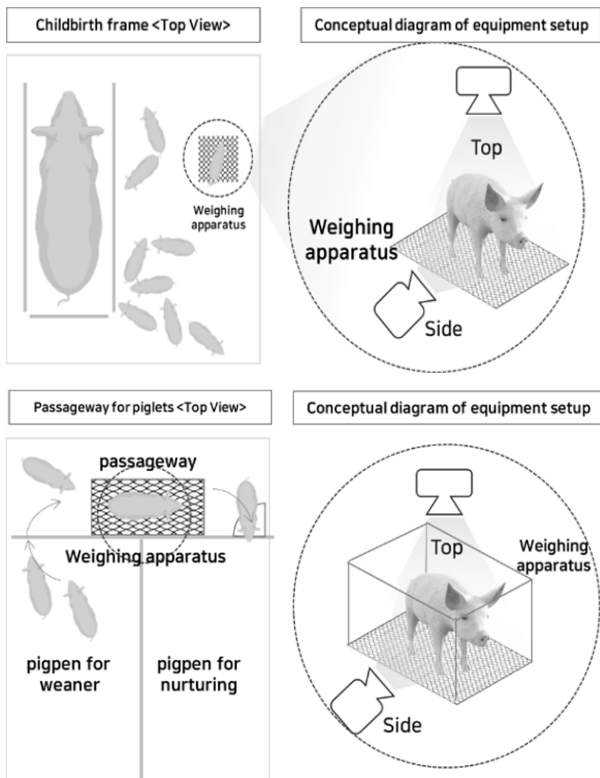 Childbirth frame <Top View>
Conceptual diagram of equipment setup
Weighing
apparatus
Top
Weighing
apparatus
Side
Passageway for piglets <Top View>
Conceptual diagram of equipment setup
passageway
Weighing apparatus
pigpen for
weaner
pigpen for
nurturing
Top
Weighing
apparatus
Side